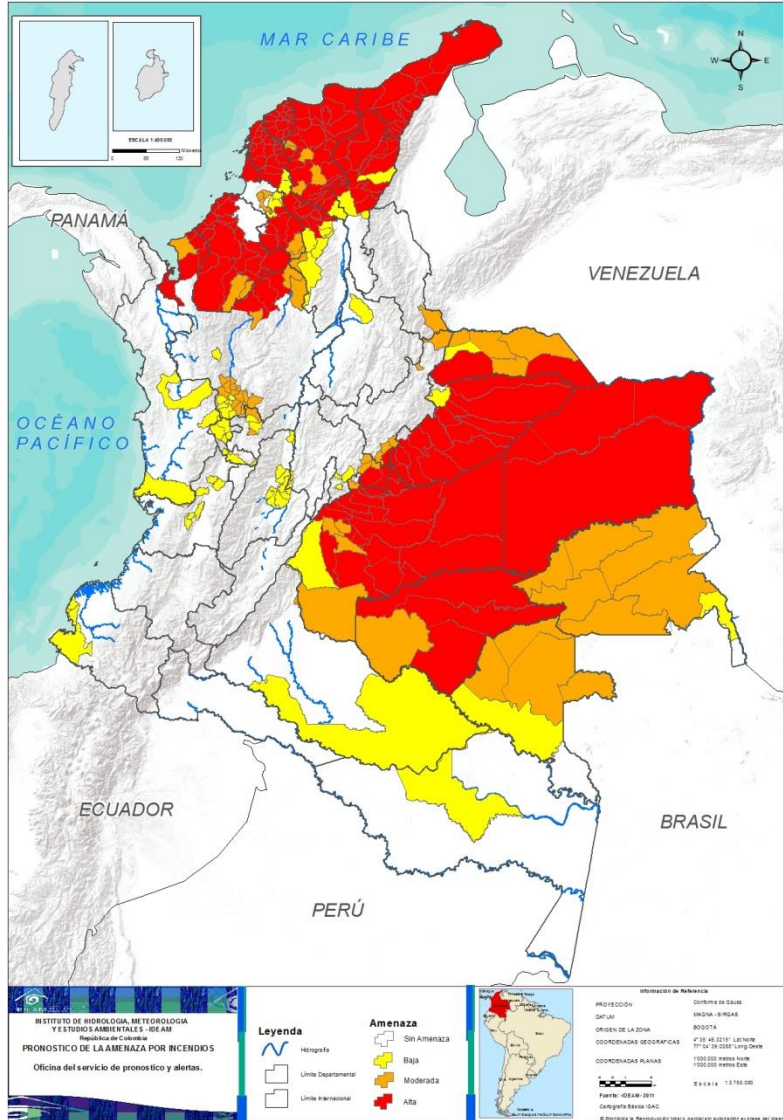 MAR CARIBE
N
W E
S
ESCALA 1:400.000
PANAMÁ
VENEZUELA
OCÉANO
PACÍFICO
ECUADOR
BRASIL
PERÚ
INSTITUTO DE HIDROLOGIA, METEOROLOGIA
Y ESTUDIOS AMBIENTALES - IDEAM
República de Colombia
PRONOSTICO DE LA AMENAZA POR INCENDIOS
Oficina del servicio de pronostico y alertas.
Leyenda
Hidrografía
Límite Departamental
Límite Internacional
Amenaza
Sin Amenaza
Baja
Moderada
Alta
Información de Referencia
PROYECCIÓN Conforme de Gauss
DATUM MAGNA - SIRGAS
ORIGEN DE LA ZONA BOGOTÁ
COORDENADAS GEOGRÁFICAS
COORDENADAS PLANAS 1'000.000 metros Norte
1'000.000 metros Este
Fuente: IDEAM - 2011
Cartografía Básica IGAC